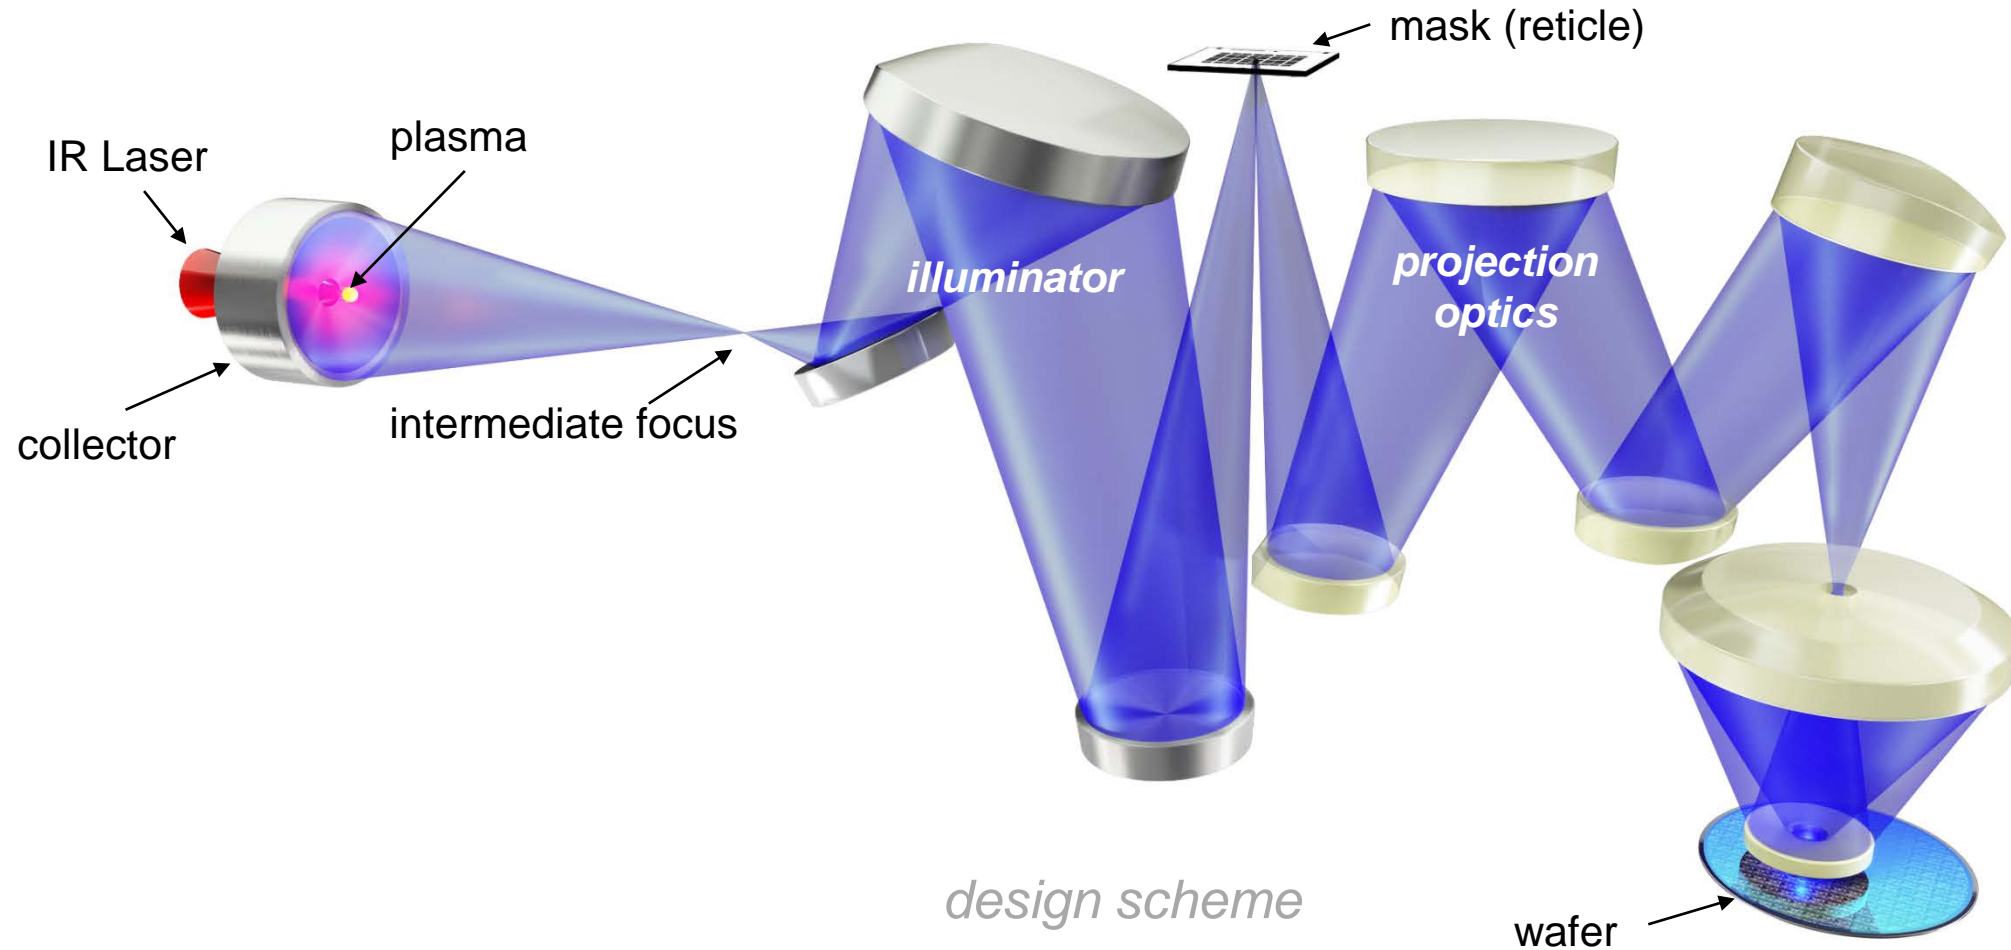 mask (reticle)
plasma
IR Laser
illuminator
projection
optics
intermediate focus
collector
design scheme
wafer